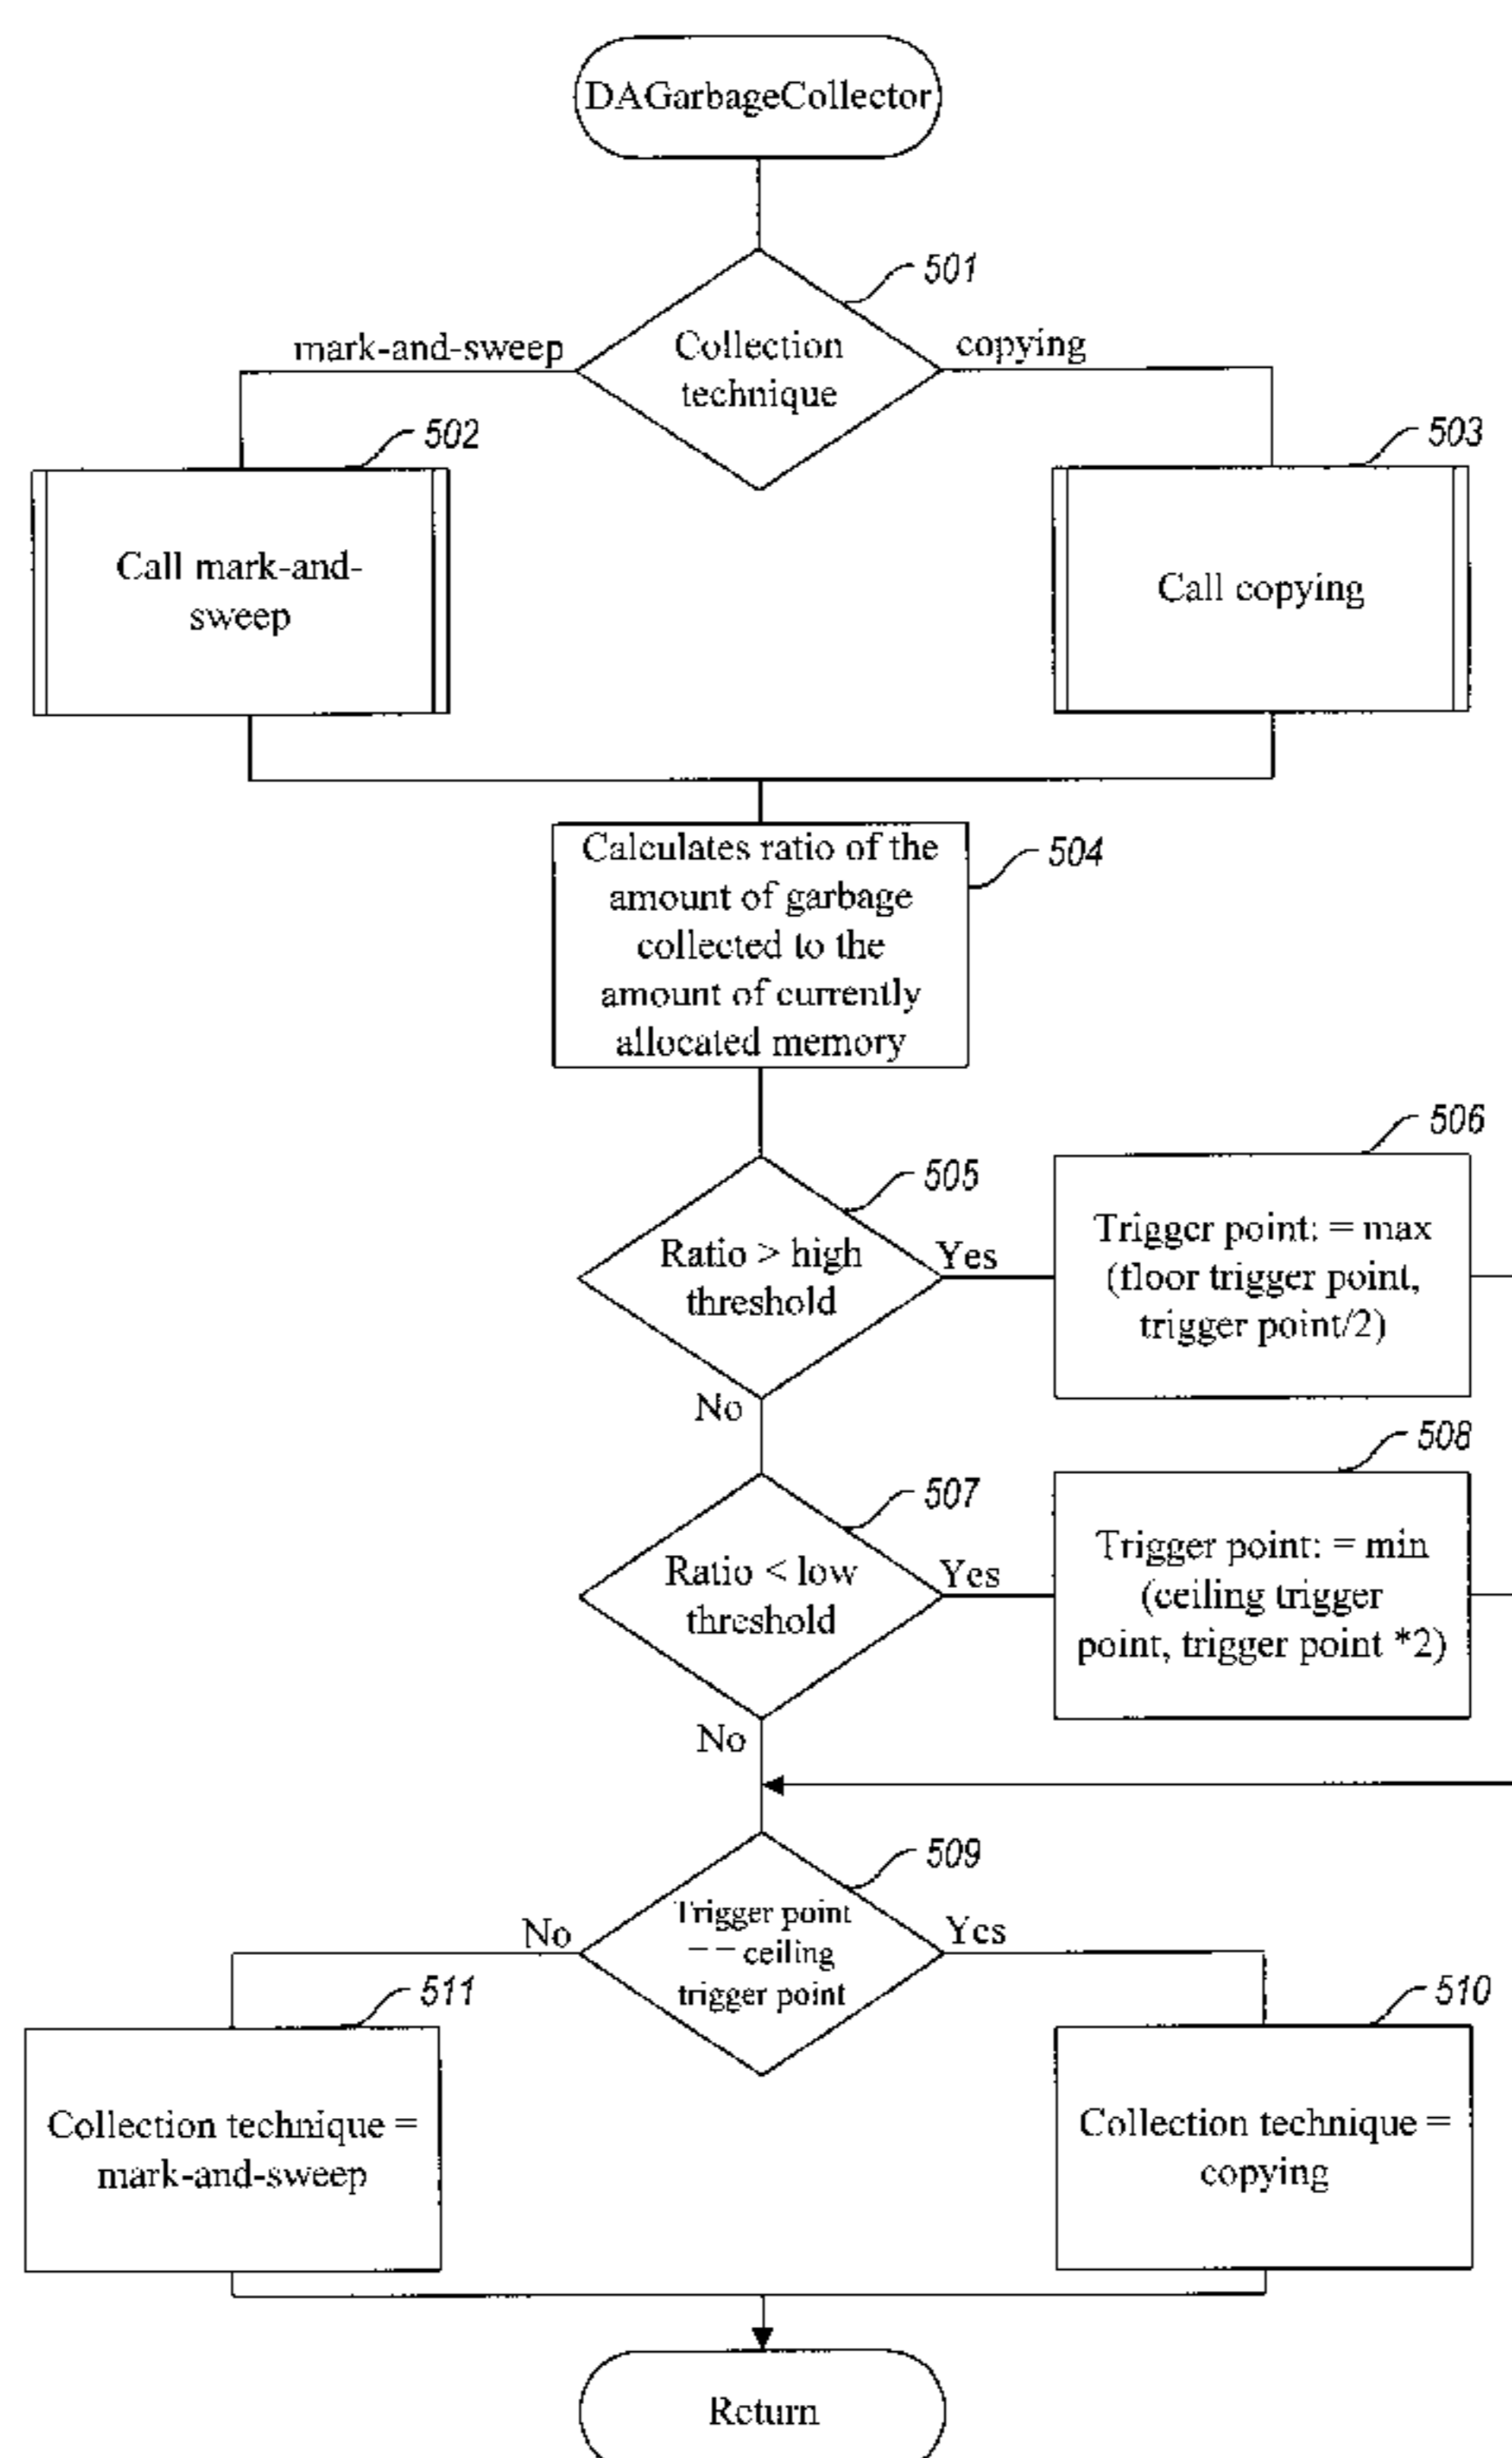 DAGarbageCollector
501
mark-and-sweep
Collection
technique
copying
502
503
Call mark-and-
sweep
Call copying
Calculates ratio of the
amount of garbage
collected to the
amount of currently
allocated memory
504
506
505
Ratio > high
threshold
Yes
Trigger point: = max
(floor trigger point,
trigger point/2)
No
508
507
Ratio < low
threshold
Yes
Trigger point: = min
(ceiling trigger
point, trigger point *2)
No
509
No
Trigger point
== ceiling
trigger point
Yes
511
510
Collection technique =
mark-and-sweep
Collection technique =
copying
Return